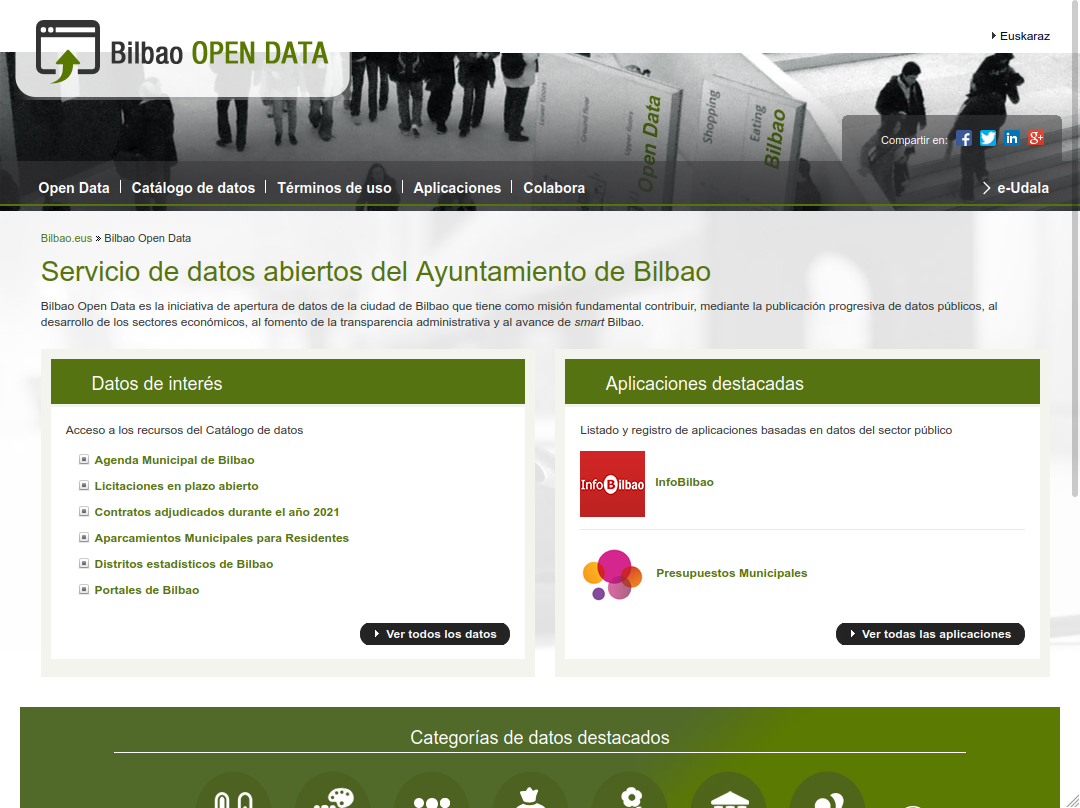 Bilbao OPEN DATA
Euskaraz
Lower floors
Ground floor
Upper floors
Open Data
Shopping
Eating
Bilbao
Compartir en:
Open Data
Catálogo de datos
Términos de uso
Aplicaciones
Colabora
e-Udala
Bilbao.eus » Bilbao Open Data
Servicio de datos abiertos del Ayuntamiento de Bilbao
Bilbao Open Data es la iniciativa de apertura de datos de la ciudad de Bilbao que tiene como misión fundamental contribuir, mediante la publicación progresiva de datos públicos, al
desarrollo de los sectores económicos, al fomento de la transparencia administrativa y al avance de smart Bilbao.
Datos de interés
Acceso a los recursos del Catálogo de datos
Agenda Municipal de Bilbao
Licitaciones en plazo abierto
Contratos adjudicados durante el año 2021
Aparcamientos Municipales para Residentes
Distritos estadísticos de Bilbao
Portales de Bilbao
Ver todos los datos
Aplicaciones destacadas
Listado y registro de aplicaciones basadas en datos del sector público
InfoBilbao
InfoBilbao
Presupuestos Municipales
Ver todas las aplicaciones
Categorías de datos destacados